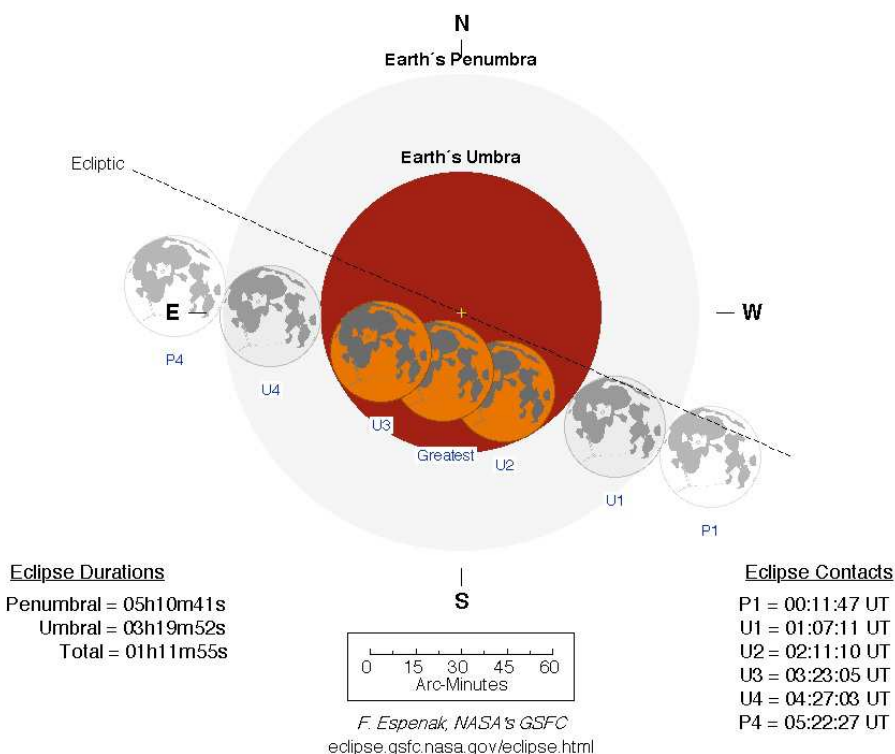 N
Earth´s Penumbra
Earth´s Umbra
Ecliptic
E
W
P4
U4
U3
Greatest
U2
U1
P1
S
Eclipse Durations
Penumbral = 05h10m41s
Umbral = 03h19m52s
Total = 01h11m55s
0 15 30 45 60
Arc-Minutes
F. Espenak, NASA's GSFC
eclipse.gsfc.nasa.gov/eclipse.html
Eclipse Contacts
P1 = 00:11:47 UT
U1 = 01:07:11 UT
U2 = 02:11:10 UT
U3 = 03:23:05 UT
U4 = 04:27:03 UT
P4 = 05:22:27 UT